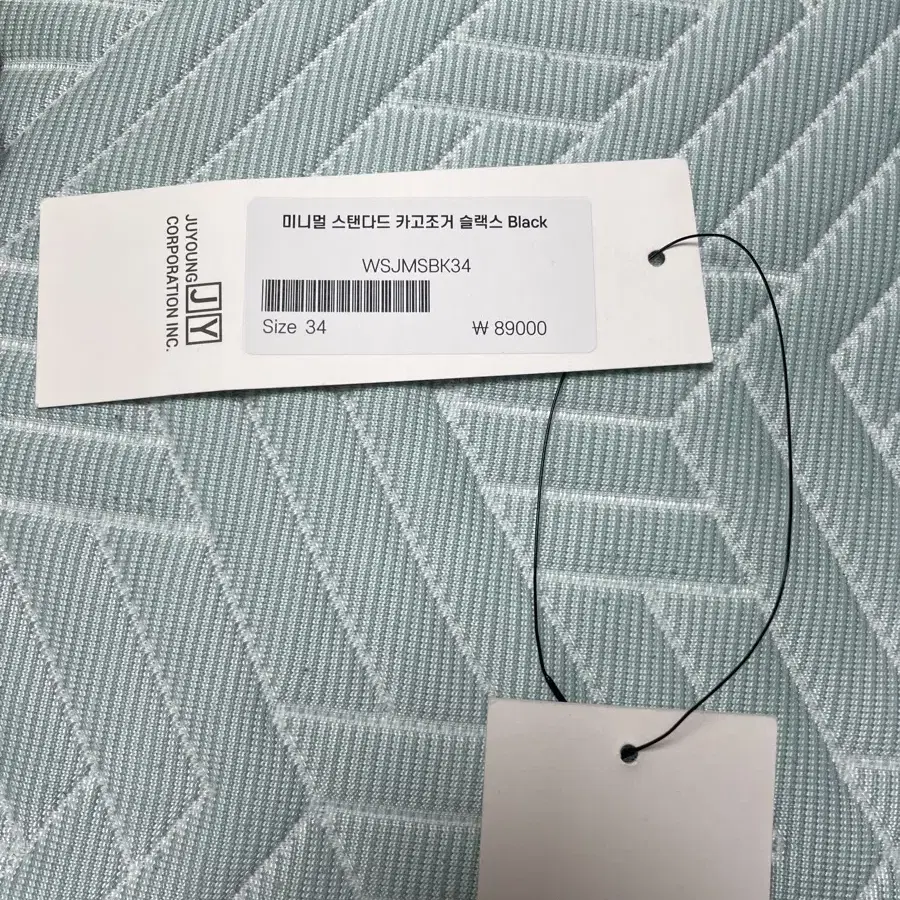 미니멀 스탠다드 카고조거 슬랙스 Black
WSJMSBK34
Size 34
₩ 89000
JUYOUNG
CORPORATION INC.
JY